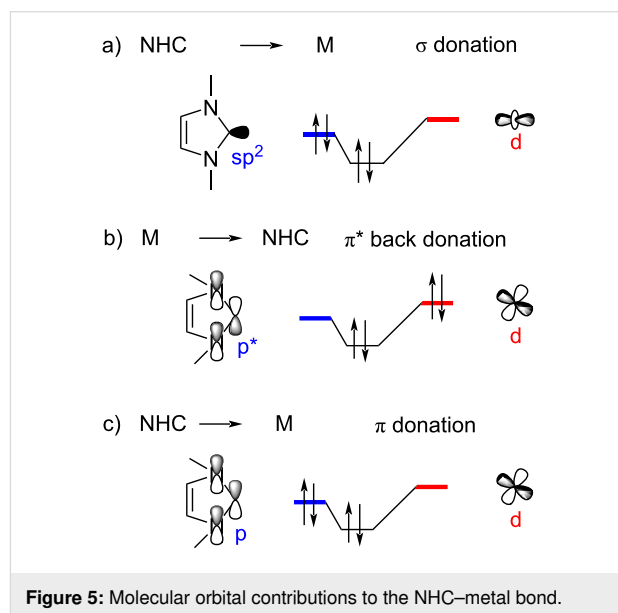 a) NHC → M σ donation
N
N
sp²
d
b) M → NHC π* back donation
p*
d
c) NHC → M π donation
p
d
Figure 5: Molecular orbital contributions to the NHC–metal bond.